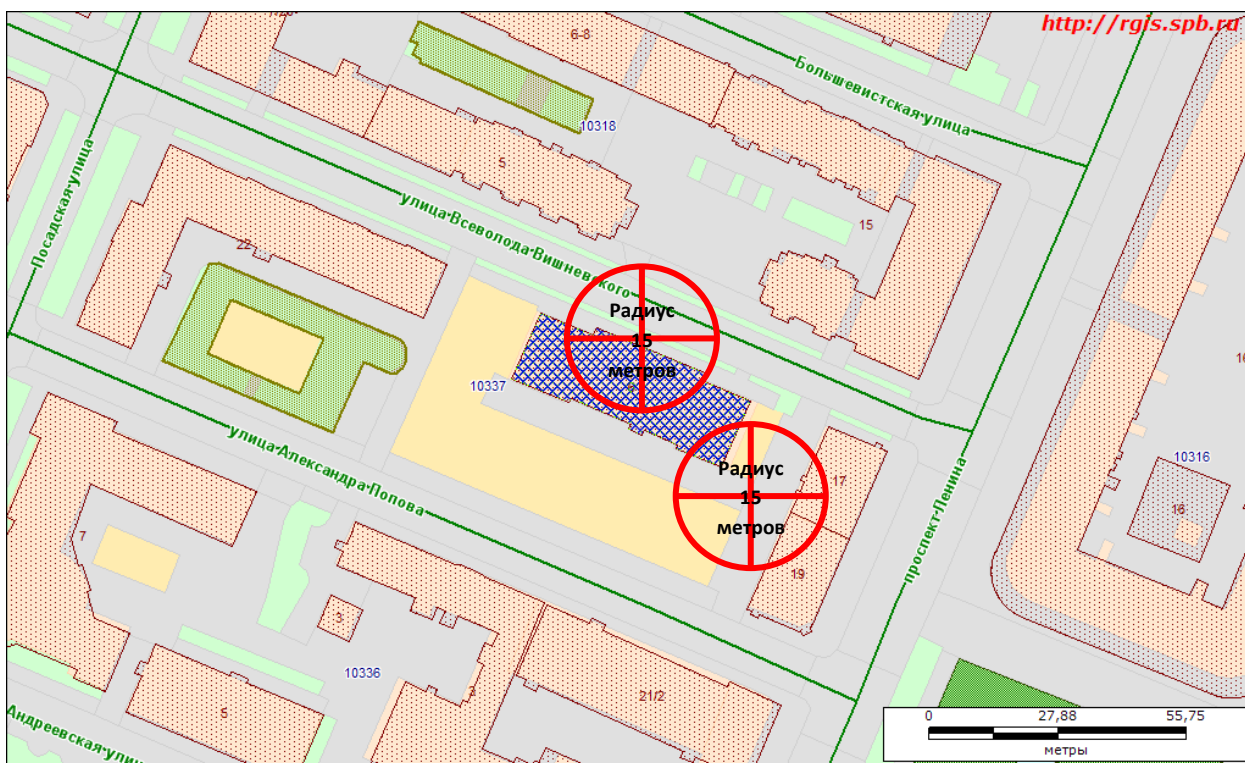 http://rgis.spb.ru
6-8
Большевистская улица
10318
Посадская улица
5
улица Всеволода Вишневского
15
22
Радиус
15
метров
10337
улица Александра Попова
Радиус
15
метров
17
10316
16
проспект Ленина
7
19
3
10336
3
21/2
5
Андреевская улица
0 27,88 55,75
метры